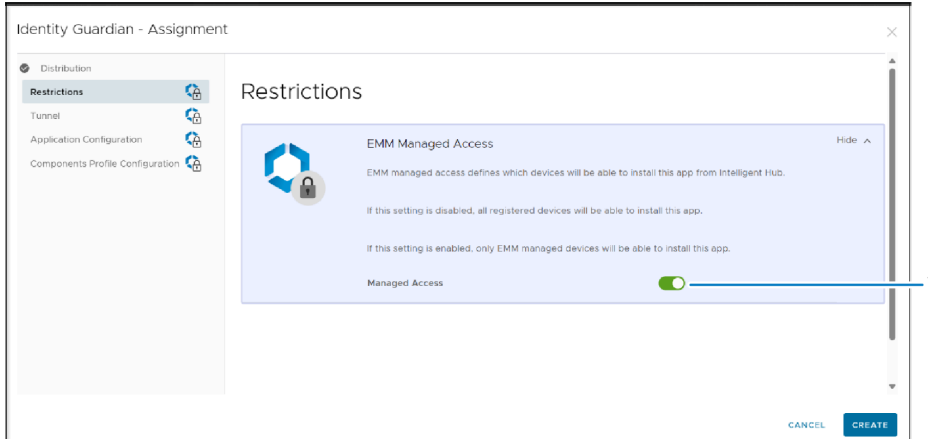 Identity Guardian - Assignment
Distribution
Restrictions
Tunnel
Application Configuration
Components Profile Configuration
Restrictions
EMM Managed Access
Hide
EMM managed access defines which devices will be able to install this app from Intelligent Hub.
If this setting is disabled, all registered devices will be able to install this app.
If this setting is enabled, only EMM managed devices will be able to install this app.
Managed Access
CANCEL
CREATE